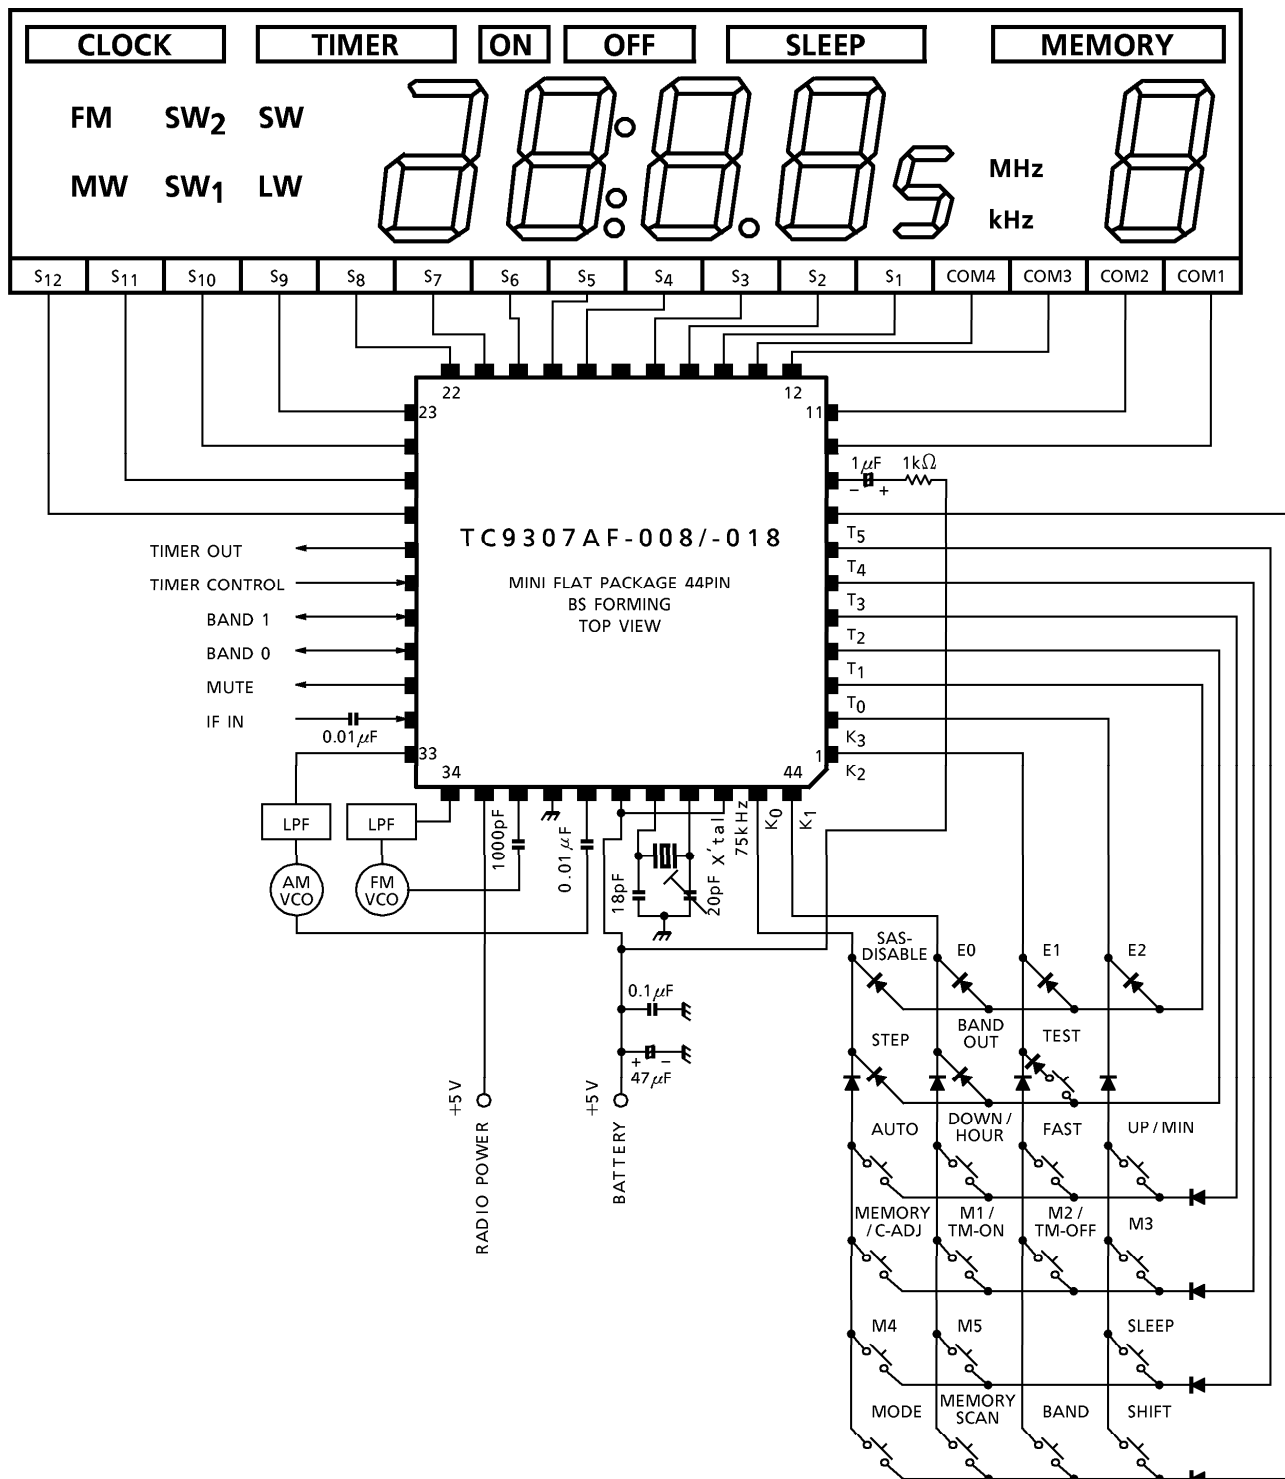 CLOCK TIMER ON OFF SLEEP MEMORY
FM SW2 SW
MW SW1 LW
MHz
kHz
S12 S11 S10 S9 S8 S7 S6 S5 S4 S3 S2 S1 COM4 COM3 COM2 COM1
22 12
23 11
1μF 1kΩ
− +
TC9307AF-008/-018
MINI FLAT PACKAGE 44PIN
BS FORMING
TOP VIEW
TIMER OUT
TIMER CONTROL
BAND 1
BAND 0
MUTE
IF IN
0.01μF
T5
T4
T3
T2
T1
T0
K3
K2
33 1
34 44
LPF LPF
AM
VCO
FM
VCO
1000pF
0.01μF
18pF
20pF
X'tal
75kHz
K0
K1
0.1μF
+ −
47μF
+5V
RADIO POWER
+5V
BATTERY
SAS-
DISABLE
E0 E1 E2
STEP
BAND
OUT
TEST
AUTO
DOWN/
HOUR
FAST
UP/MIN
MEMORY
/C-ADJ
M1/
TM-ON
M2/
TM-OFF
M3
M4 M5 SLEEP
MODE
MEMORY
SCAN
BAND
SHIFT